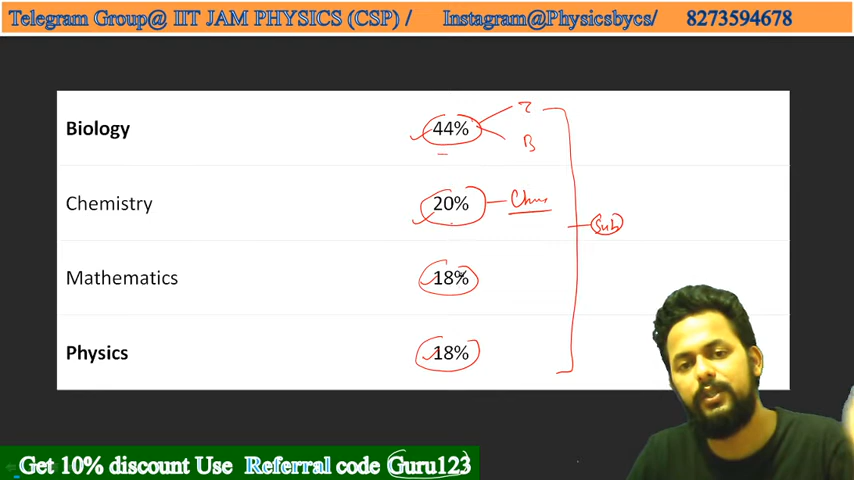 Telegram Group@ IIT JAM PHYSICS (CSP) / Instagram@Physicsbycs/ 8273594678
Biology 44%
B
Chemistry 20%
Sub
Mathematics 18%
Physics 18%
Get 10% discount Use Referral code Guru123